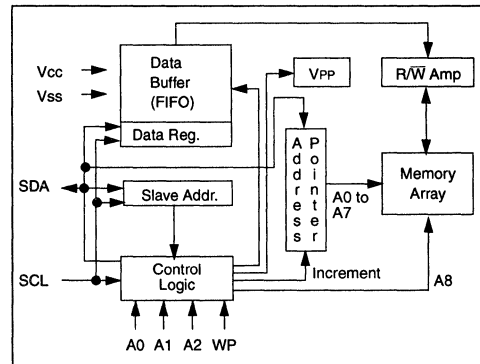 Vcc
Vss
Data
Buffer
(FIFO)
Data Reg.
VPP
R/W̅ Amp
SDA
Slave Addr.
Address
Pointer
A0 to
A7
Memory
Array
SCL
Control
Logic
Increment
A8
A0 A1 A2 WP